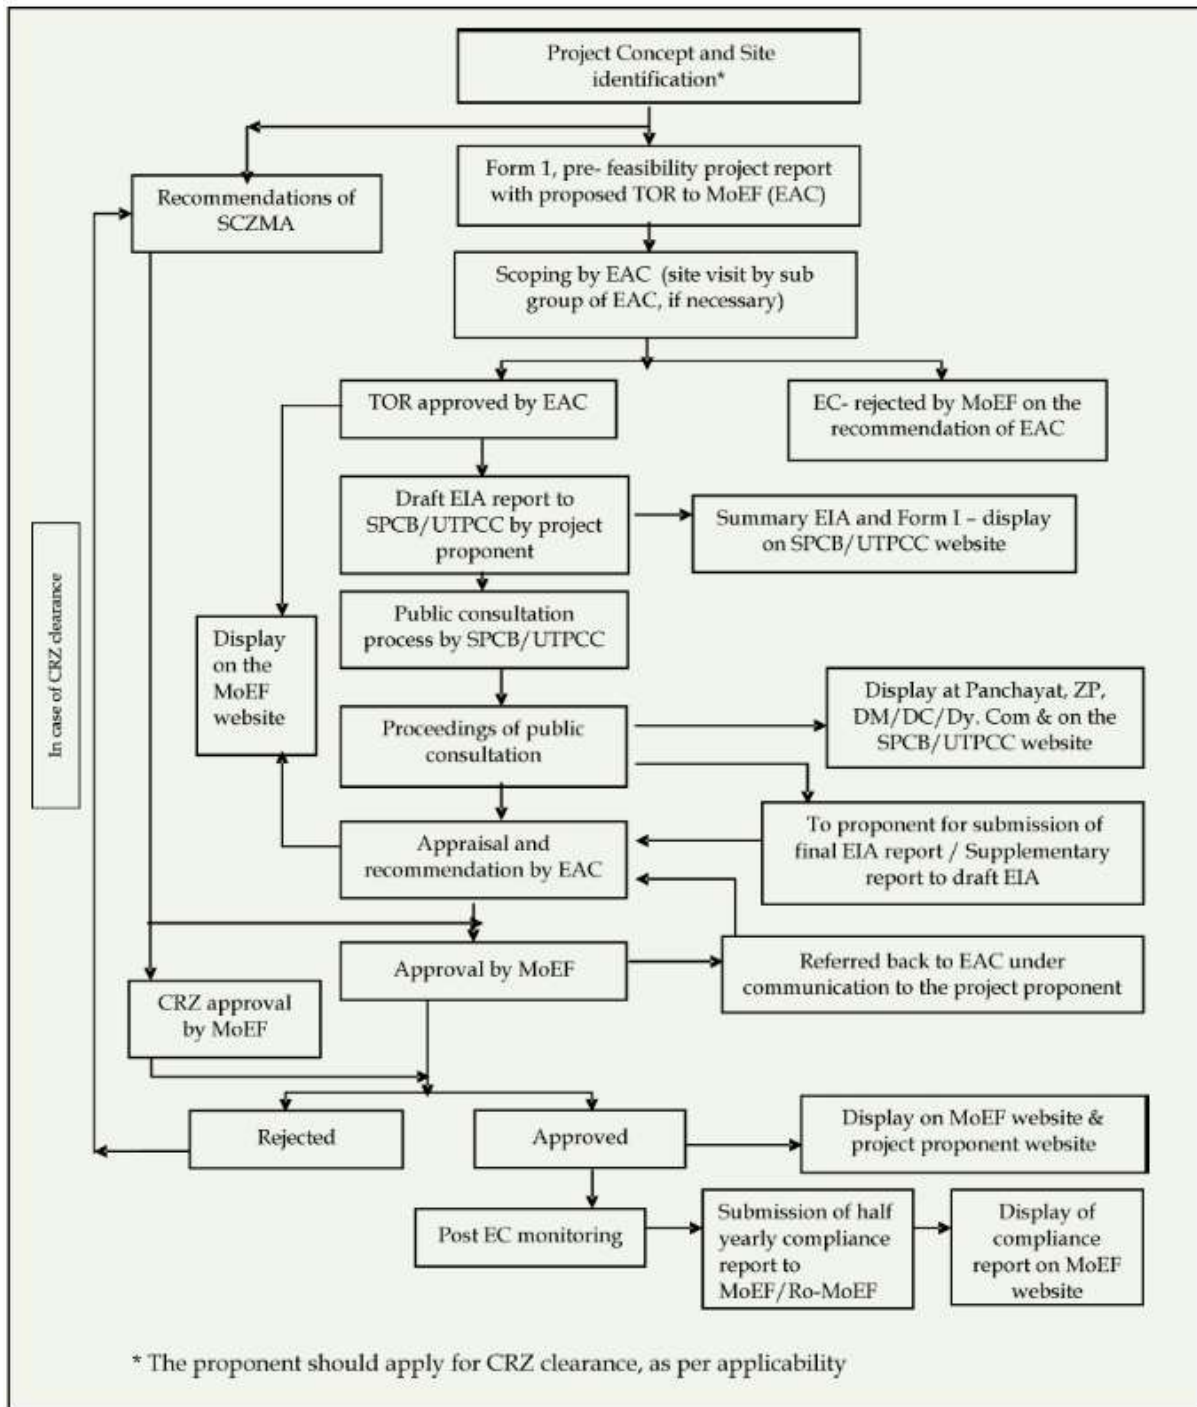 Project Concept and Site
identification*
Form 1, pre- feasibility project report
with proposed TOR to MoEF (EAC)
Recommendations of
SCZMA
Scoping by EAC (site visit by sub
group of EAC, if necessary)
TOR approved by EAC
EC- rejected by MoEF on the
recommendation of EAC
Draft EIA report to
SPCB/UTPCC by project
proponent
Summary EIA and Form I – display
on SPCB/UTPCC website
In case of CRZ clearance
Public consultation
process by SPCB/UTPCC
Display
on the
MoEF
website
Proceedings of public
consultation
Display at Panchayat, ZP,
DM/DC/Dy. Com & on the
SPCB/UTPCC website
Appraisal and
recommendation by EAC
To proponent for submission of
final EIA report / Supplementary
report to draft EIA
Approval by MoEF
Referred back to EAC under
communication to the project proponent
CRZ approval
by MoEF
Rejected
Approved
Display on MoEF website &
project proponent website
Post EC monitoring
Submission of half
yearly compliance
report to
MoEF/Ro-MoEF
Display of
compliance
report on MoEF
website
* The proponent should apply for CRZ clearance, as per applicability